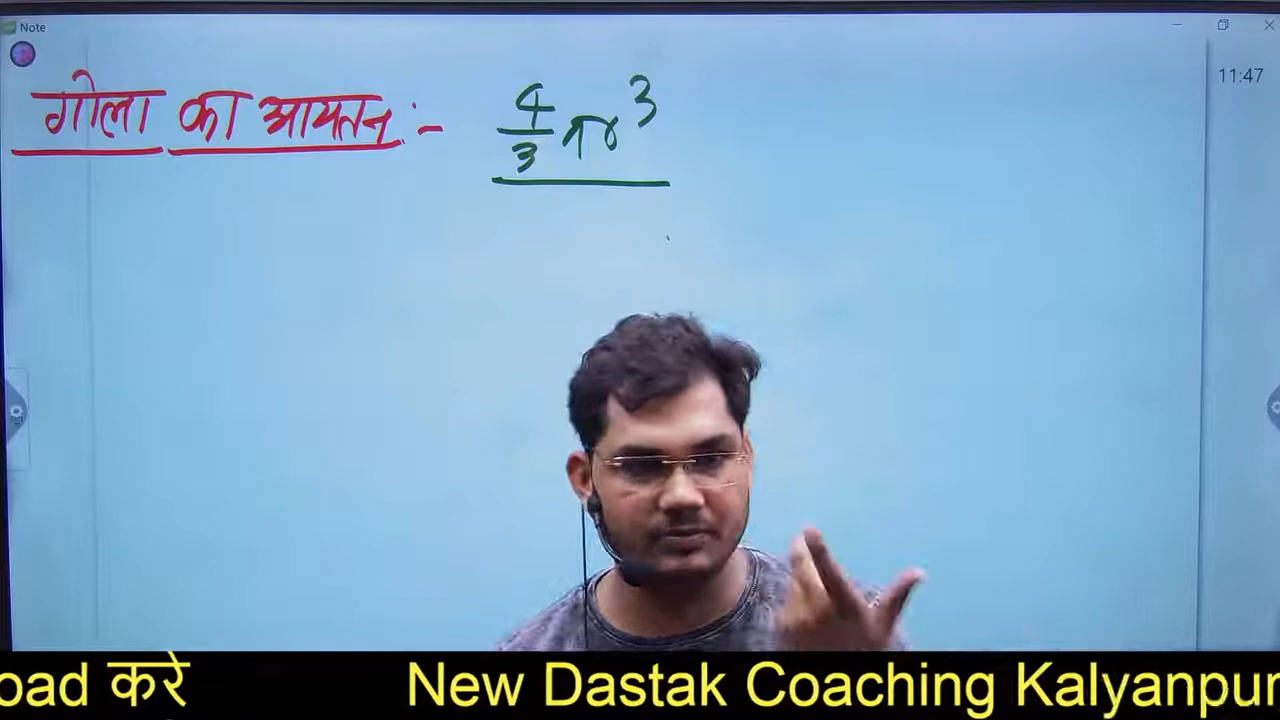 Note
11:47
गोला का आयतन :- 4/3 πr³
oad करे New Dastak Coaching Kalyanpur